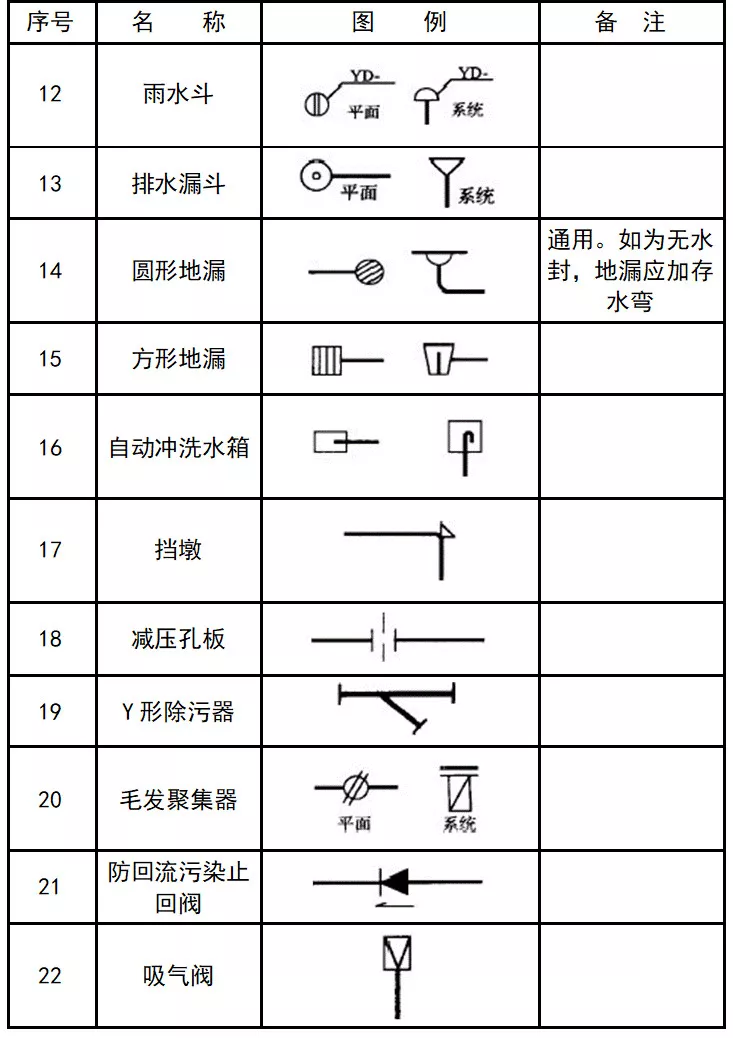 序号 名 称 图 例 备 注
12 雨水斗 YD- 平面 YD- 系统
13 排水漏斗 平面 系统
14 圆形地漏 通用。如为无水
封，地漏应加存
水弯
15 方形地漏
16 自动冲洗水箱
17 挡墩
18 减压孔板
19 Y形除污器
20 毛发聚集器 平面 系统
21 防回流污染止
回阀
22 吸气阀